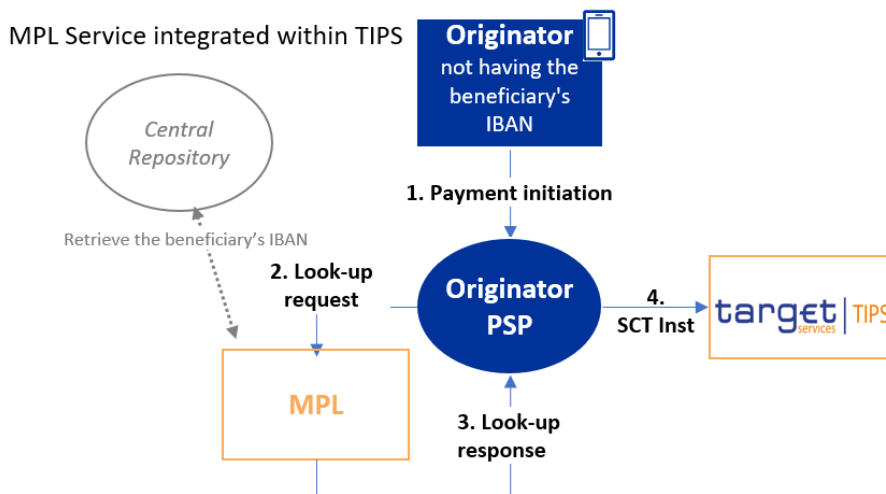 MPL Service integrated within TIPS
Originator
not having the
beneficiary's
IBAN
Central
Repository
1. Payment initiation
Retrieve the beneficiary’s IBAN
2. Look-up
request
Originator
PSP
4.
SCT Inst
target
services
TIPS
MPL
3. Look-up
response